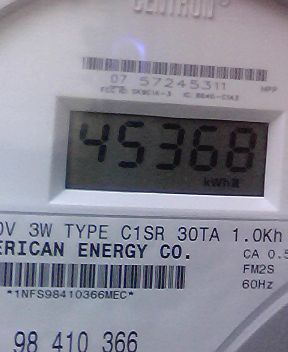 CENTRON®
07 57245311
45368
kWh
0V 3W TYPE C1SR 30TA 1.0Kh
ERICAN ENERGY CO.
CA 0.5
FM2S
*1NFS98410366MEC*
60Hz
98 410 366